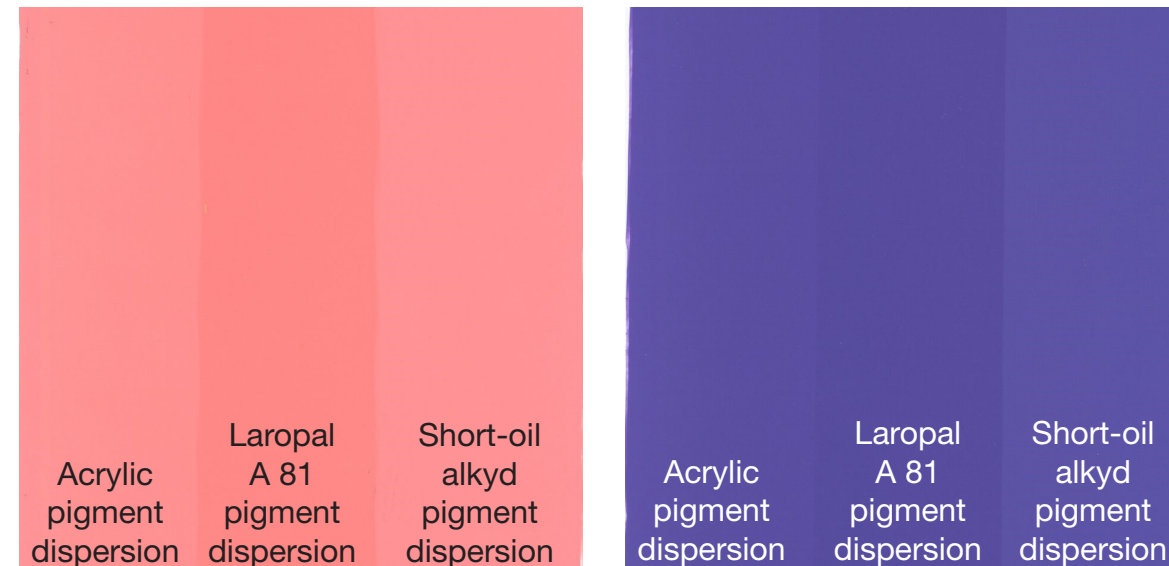 Acrylic
pigment
dispersion
Laropal
A 81
pigment
dispersion
Short-oil
alkyd
pigment
dispersion
Acrylic
pigment
dispersion
Laropal
A 81
pigment
dispersion
Short-oil
alkyd
pigment
dispersion